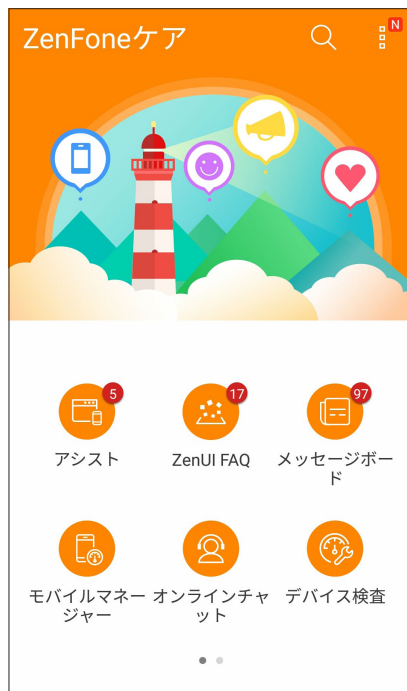 ZenFoneケア
N
5
17
97
アシスト
ZenUI FAQ
メッセージボー
ド
モバイルマネー
ジャー
オンラインチャ
ット
デバイス検査